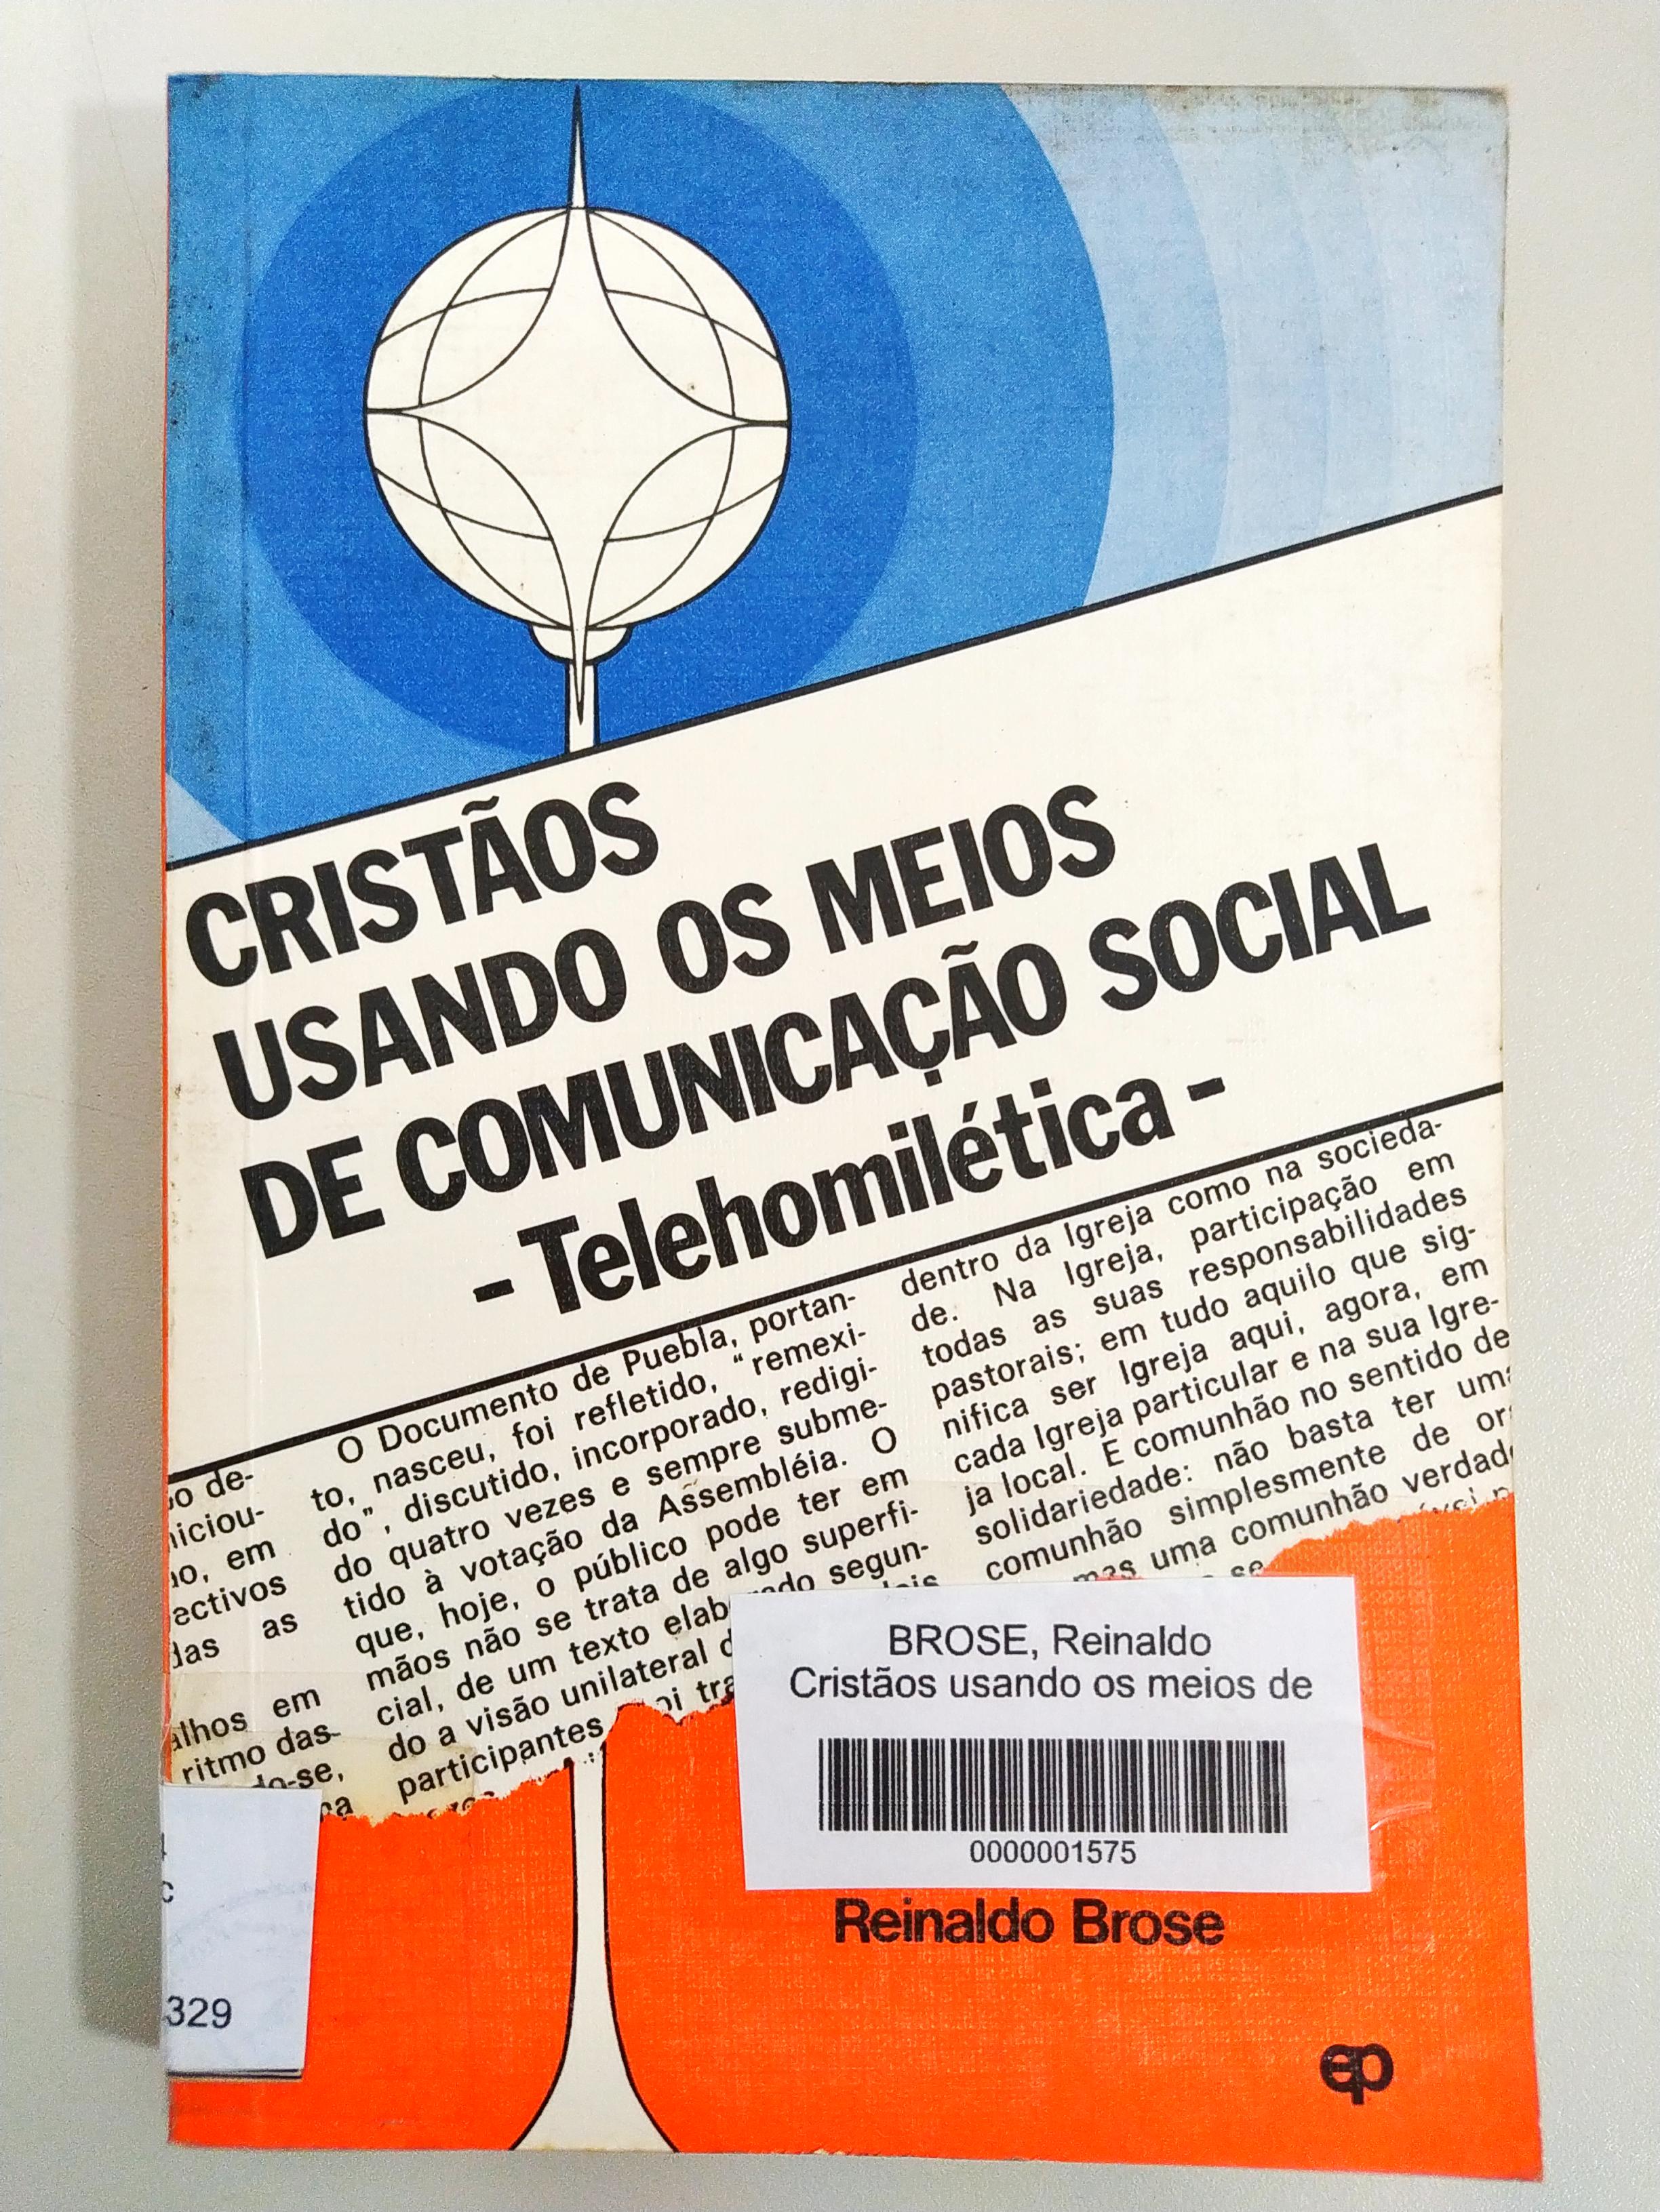 CRISTÃOS
USANDO OS MEIOS
DE COMUNICAÇÃO SOCIAL
- Telehomilética -
ectivos
das as
alhos em
ritmo das-
O Documento de Puebla, portan-
to, nasceu, foi refletido, "remexi-
do", discutido, incorporado, redigi-
do quatro vezes e sempre subme-
tido à votação da Assembléia. O
que, hoje, o público pode ter em
mãos não se trata de algo superfi-
cial, de um texto segun-
do a visão unilateral
participantes
dentro da Igreja como na socieda-
de. Na Igreja, participação em
todas as suas responsabilidades
pastorais; em tudo aquilo que sig-
nifica ser Igreja aqui, agora, em
cada Igreja particular e na sua Igre-
ja local. E comunhão no sentido de
solidariedade: não basta ter uma
comunhão simplesmente de
mas uma comunhão
BROSE, Reinaldo
Cristãos usando os meios de
0000001575
Reinaldo Brose
329
ep